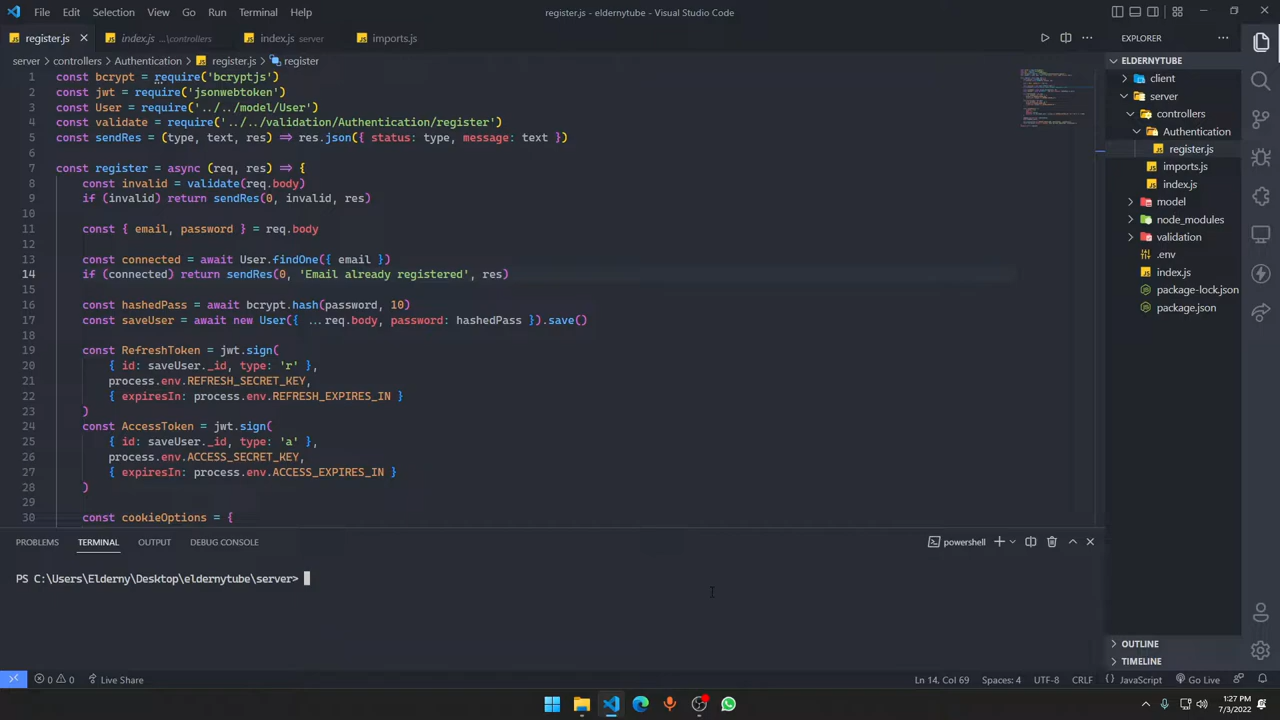 File Edit Selection View Go Run Terminal Help
register.js - eldernytube - Visual Studio Code
register.js index.js ...\controllers index.js server imports.js
server > controllers > Authentication > register.js > register
1 const bcrypt = require('bcryptjs')
2 const jwt = require('jsonwebtoken')
3 const User = require('../../model/User')
4 const validate = require('../../validation/authentication/register')
5 const sendRes = (type, text, res) => res.json({ status: type, message: text })
6
7 const register = async (req, res) => {
8 const invalid = validate(req.body)
9 if (invalid) return sendRes(0, invalid, res)
10
11 const { email, password } = req.body
12
13 const connected = await User.findOne({ email })
14 if (connected) return sendRes(0, 'Email already registered', res)
15
16 const hashedPass = await bcrypt.hash(password, 10)
17 const saveUser = await new User({ ...req.body, password: hashedPass }).save()
18
19 const RefreshToken = jwt.sign(
20 { id: saveUser._id, type: 'r' },
21 process.env.REFRESH_SECRET_KEY,
22 { expiresIn: process.env.REFRESH_EXPIRES_IN }
23 )
24 const AccessToken = jwt.sign(
25 { id: saveUser._id, type: 'a' },
26 process.env.ACCESS_SECRET_KEY,
27 { expiresIn: process.env.ACCESS_EXPIRES_IN }
28 )
29
30 const cookieOptions = {
PROBLEMS TERMINAL OUTPUT DEBUG CONSOLE
powershell
PS C:\Users\Elderny\Desktop\eldernytube\server>
EXPLORER
ELDERNYTUBE
client
server
controllers
Authentication
register.js
imports.js
index.js
model
node_modules
validation
.env
index.js
package-lock.json
package.json
OUTLINE
TIMELINE
0 0 Live Share
Ln 14, Col 69 Spaces: 4 UTF-8 CRLF {} JavaScript Go Live
1:27 PM
7/3/2022